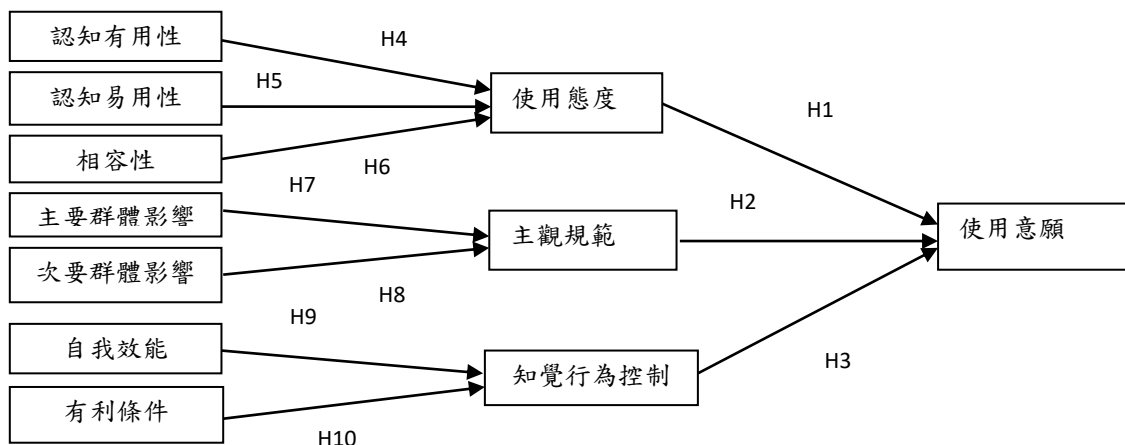 認知有用性
H4
H5
認知易用性
使用態度
H1
相容性
H6
H7
主要群體影響
H2
主觀規範
使用意願
次要群體影響
H8
H9
自我效能
H3
知覺行為控制
有利條件
H10